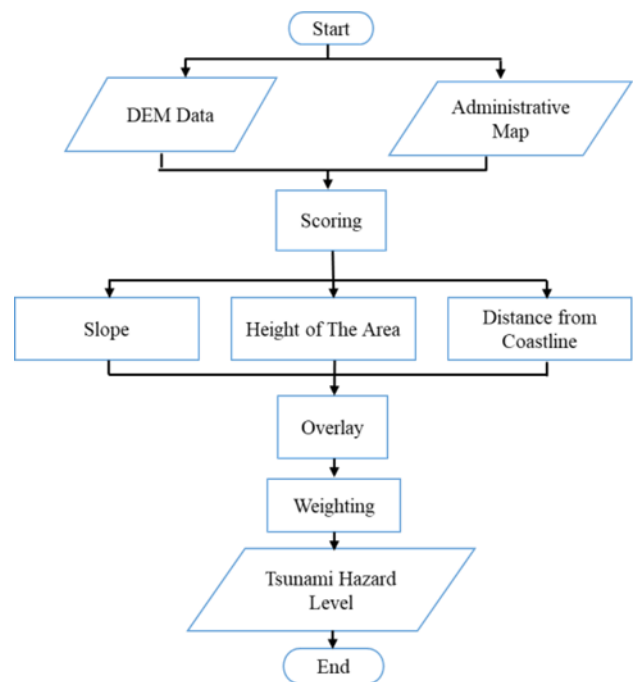 Start
DEM Data
Administrative
Map
Scoring
Slope
Height of The Area
Distance from
Coastline
Overlay
Weighting
Tsunami Hazard
Level
End